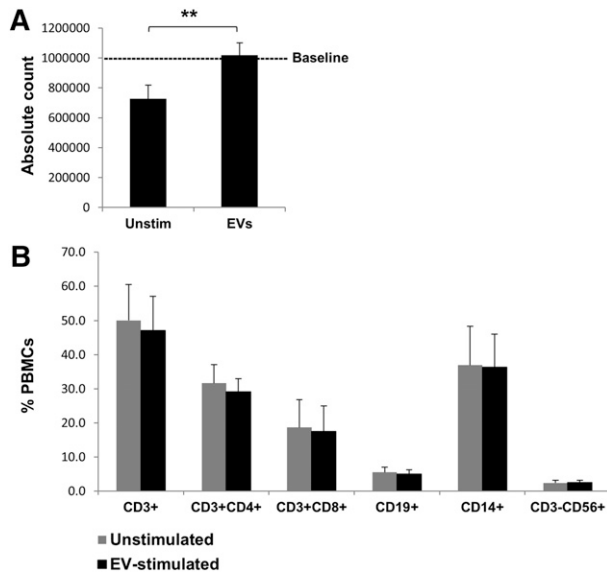 A
**
1200000
1000000
800000
600000
400000
200000
0
Absolute count
Baseline
Unstim EVs
B
70.0
60.0
50.0
40.0
30.0
20.0
10.0
0.0
% PBMCs
CD3+ CD3+CD4+ CD3+CD8+ CD19+ CD14+ CD3-CD56+
Unstimulated
EV-stimulated